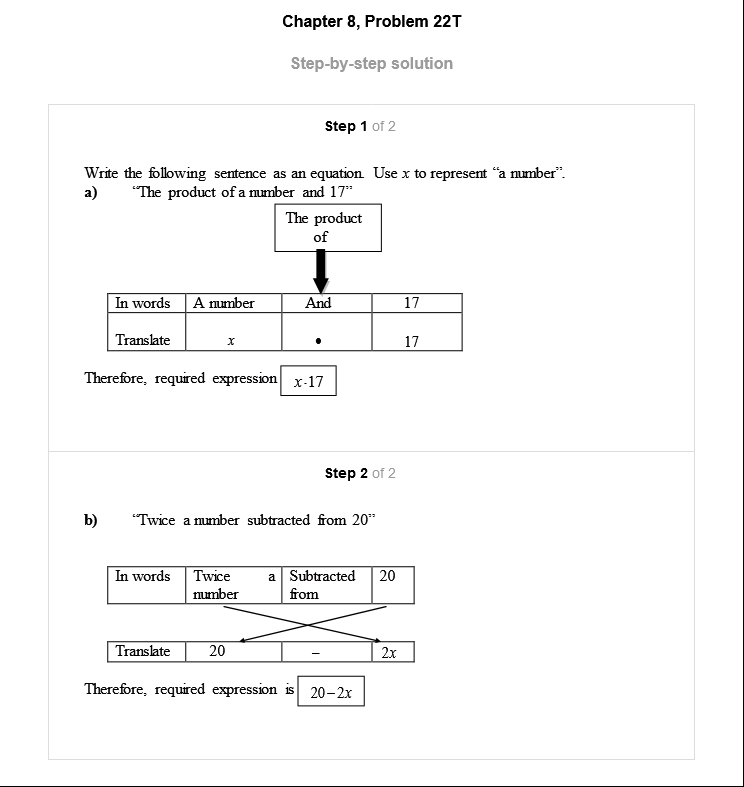 Chapter 8, Problem 22T
Step-by-step solution
Step 1 of 2
Write the following sentence as an equation. Use x to represent “a number”.
a) “The product of a number and 17”
The product
of
In words A number And 17
Translate x • 17
Therefore, required expression x·17
Step 2 of 2
b) “Twice a number subtracted from 20”
In words Twice a Subtracted 20
number from
Translate 20 – 2x
Therefore, required expression is 20–2x